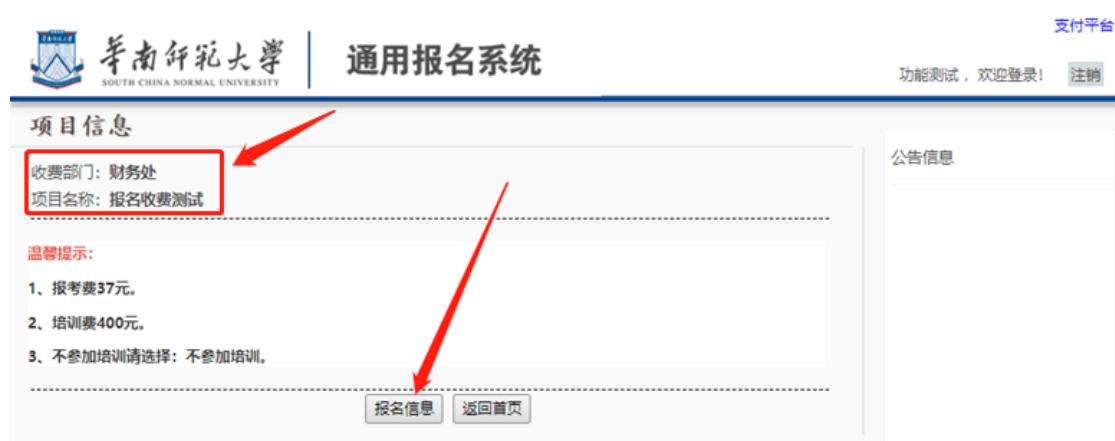 支付平台
华南师范大学
SOUTH CHINA NORMAL UNIVERSITY
通用报名系统
功能测试，欢迎登录！
注销
项目信息
收费部门：财务处
项目名称：报名收费测试
温馨提示：
1、报考费37元。
2、培训费400元。
3、不参加培训请选择：不参加培训。
报名信息
返回首页
公告信息